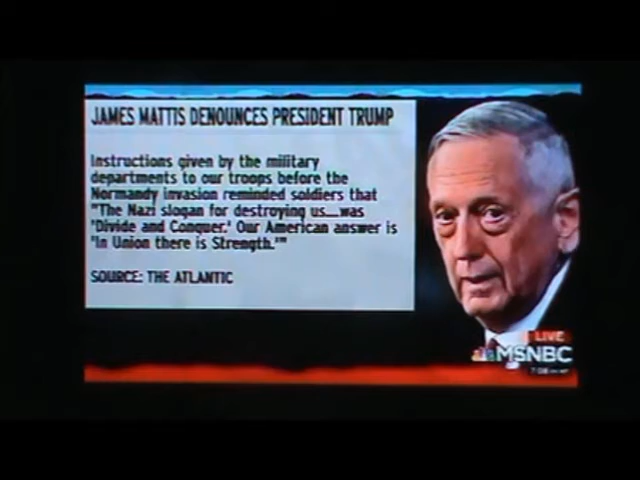 JAMES MATTIS DENOUNCES PRESIDENT TRUMP
Instructions given by the military
departments to our troops before the
Normandy invasion reminded soldiers that
"The Nazi slogan for destroying us...was
'Divide and Conquer.' Our American answer is
'In Union there is Strength.'"
SOURCE: THE ATLANTIC
LIVE
MSNBC